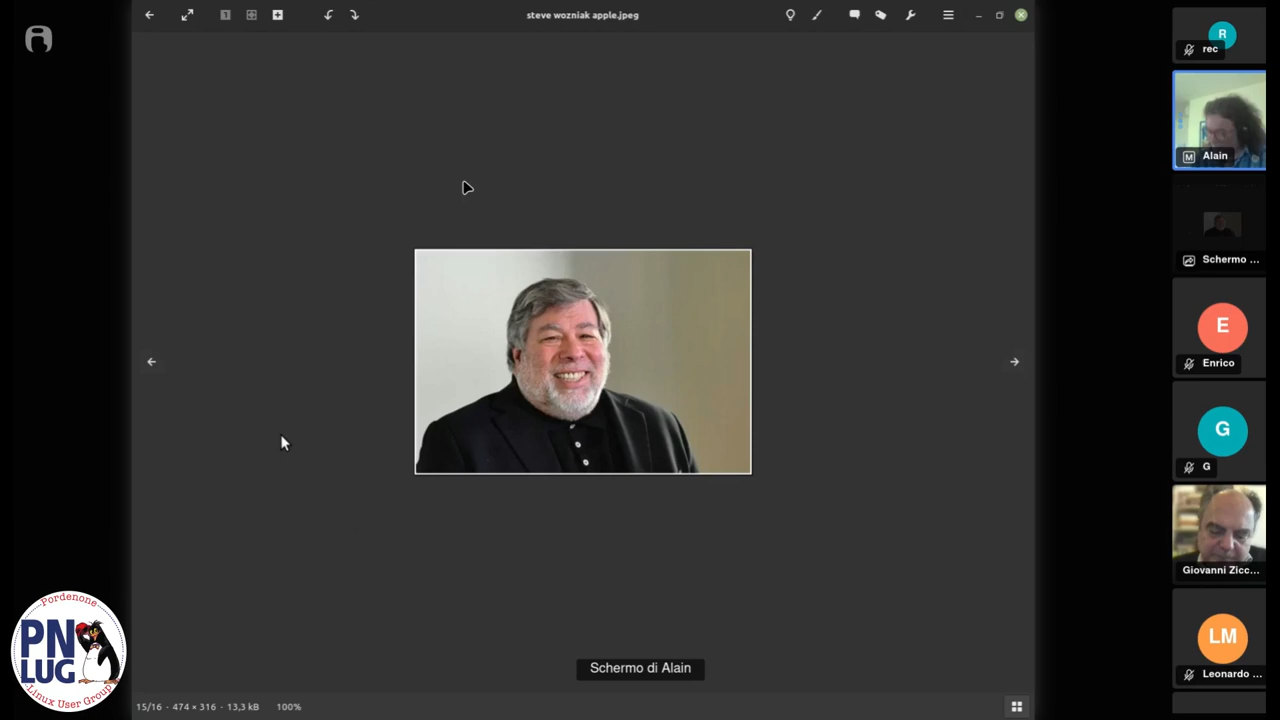 steve wozniak apple.jpeg
R
rec
M
Alain
Schermo ...
E
Enrico
G
G
Giovanni Zicc...
LM
Leonardo ...
Schermo di Alain
Pordenone
PN
LUG
Linux User Group
15/16 · 474 × 316 · 13,3 kB
100%